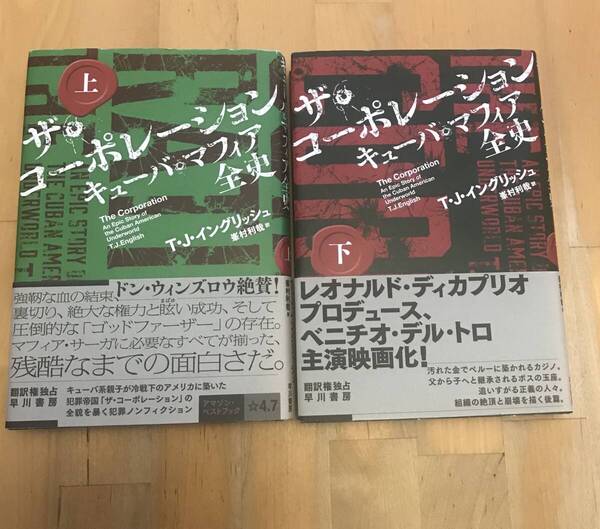 上
ザ・
コーポレーション
キューバ・マフィア
全史
The Corporation
An Epic Story of
the Cuban American
Underworld
T.J.English
T・J・イングリッシュ
峯村利哉 訳
AN EPIC STORY O
THE CUBAN AMER
ERWORLD T
上
ドン・ウィンズロウ絶賛!
強靭な血の結束、
裏切り、絶大な権力と眩い成功、そして
まばゆ
圧倒的な「ゴッドファーザー」の存在。
マフィア・サーガに必要なすべてが揃った、
残酷なまでの面白さだ。
翻訳権独占
早川書房
キューバ系親子が冷戦下のアメリカに築いた
犯罪帝国「ザ・コーポレーション」の
全貌を暴く犯罪ノンフィクション
アマゾン・
ベストブック
☆4.7
ザ・
コーポレーション
キューバ・マフィア
全史
The Corporation
An Epic Story of
the Cuban American
Underworld
T.J.English
T・J・イングリッシュ
峯村利哉 訳
下
レオナルド・ディカプリオ
プロデュース、
ベニチオ・デル・トロ
主演映画化!
汚れた金でペルーに築かれるカジノ。
父から子へと継承されるボスの玉座。
追いすがる正義の人々。
組織の絶頂と崩壊を描く後篇。
翻訳権独占
早川書房